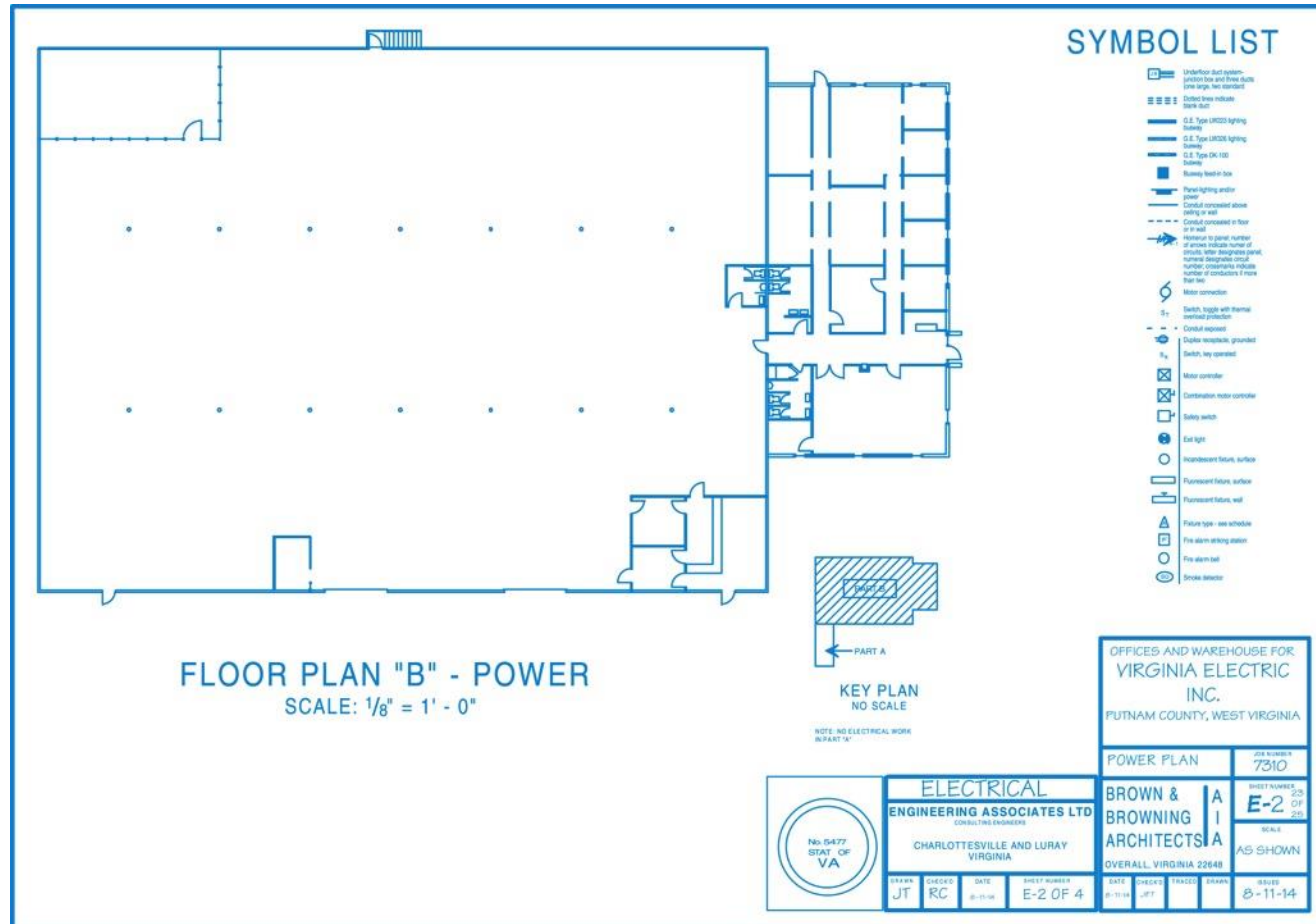 SYMBOL LIST
JB
Underfloor duct system-
junction box and three ducts
(one large, two standard
Dotted lines indicate
blank duct
G.E. Type LW223 lighting
busway
G.E. Type LW326 lighting
busway
G.E. Type DK-100
busway
Busway feed-in box
Panel-lighting and/or
power
Conduit concealed above
ceiling or wall
Conduit concealed in floor
or in wall
Homerun to panel; number
of arrows indicate numer of
circuits; letter designates panel;
numeral designates circuit
number; crossmarks indicate
number of conductors if more
than two
Motor connection
S T
Switch, toggle with thermal
overload protection
Conduit exposed
Duplex receptacle, grounded
S K
Switch, key operated
Motor controller
Combination motor controller
Safety switch
Exit light
Incandescent fixture, surface
Fluorescent fixture, surface
Fluorescent fixture, wall
A
Fixture type - see schedule
F
Fire alarm striking station
Fire alarm bell
SD
Smoke detector
FLOOR PLAN "B" - POWER
SCALE: 1/8" = 1' - 0"
PART B
PART A
KEY PLAN
NO SCALE
NOTE: NO ELECTRICAL WORK
IN PART "A"
OFFICES AND WAREHOUSE FOR
VIRGINIA ELECTRIC
INC.
PUTNAM COUNTY, WEST VIRGINIA
POWER PLAN
JOB NUMBER
7310
BROWN &
BROWNING
ARCHITECTS
AIA
OVERALL, VIRGINIA 22648
SHEET NUMBER
E-2 23 OF 25
SCALE
AS SHOWN
DATE
8-11-14
CHECK'D
JFT
TRACED
DRAWN
ISSUED
8-11-14
No. 5477
STAT OF
VA
ELECTRICAL
ENGINEERING ASSOCIATES LTD
CONSULTING ENGINEERS
CHARLOTTESVILLE AND LURAY
VIRGINIA
DRAWN
JT
CHECK'D
RC
DATE
8-11-14
SHEET NUMBER
E-2 OF 4